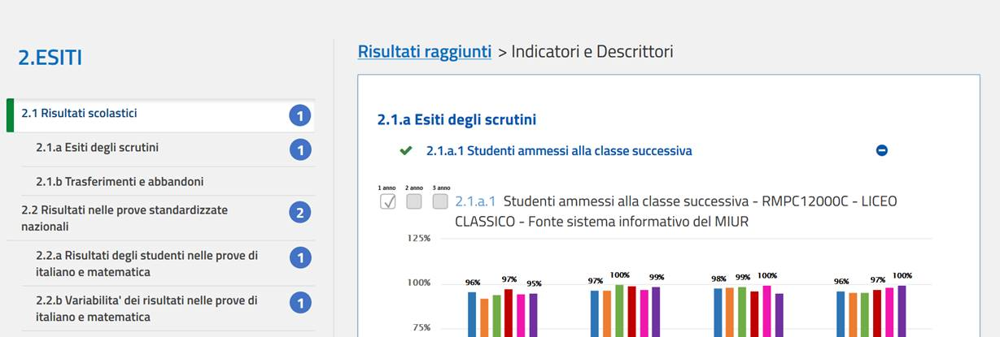 2.ESITI
2.1 Risultati scolastici
1
2.1.a Esiti degli scrutini
1
2.1.b Trasferimenti e abbandoni
2.2 Risultati nelle prove standardizzate
nazionali
2
2.2.a Risultati degli studenti nelle prove di
italiano e matematica
1
2.2.b Variabilita' dei risultati nelle prove di
italiano e matematica
1
Risultati raggiunti > Indicatori e Descrittori
2.1.a Esiti degli scrutini
2.1.a.1 Studenti ammessi alla classe successiva
1 anno 2 anno 3 anno
2.1.a.1 Studenti ammessi alla classe successiva - RMPC12000C - LICEO
CLASSICO - Fonte sistema informativo del MIUR
125%
100%
75%
96% 97% 95%
97% 100% 99%
98% 99% 100%
96% 97% 100%